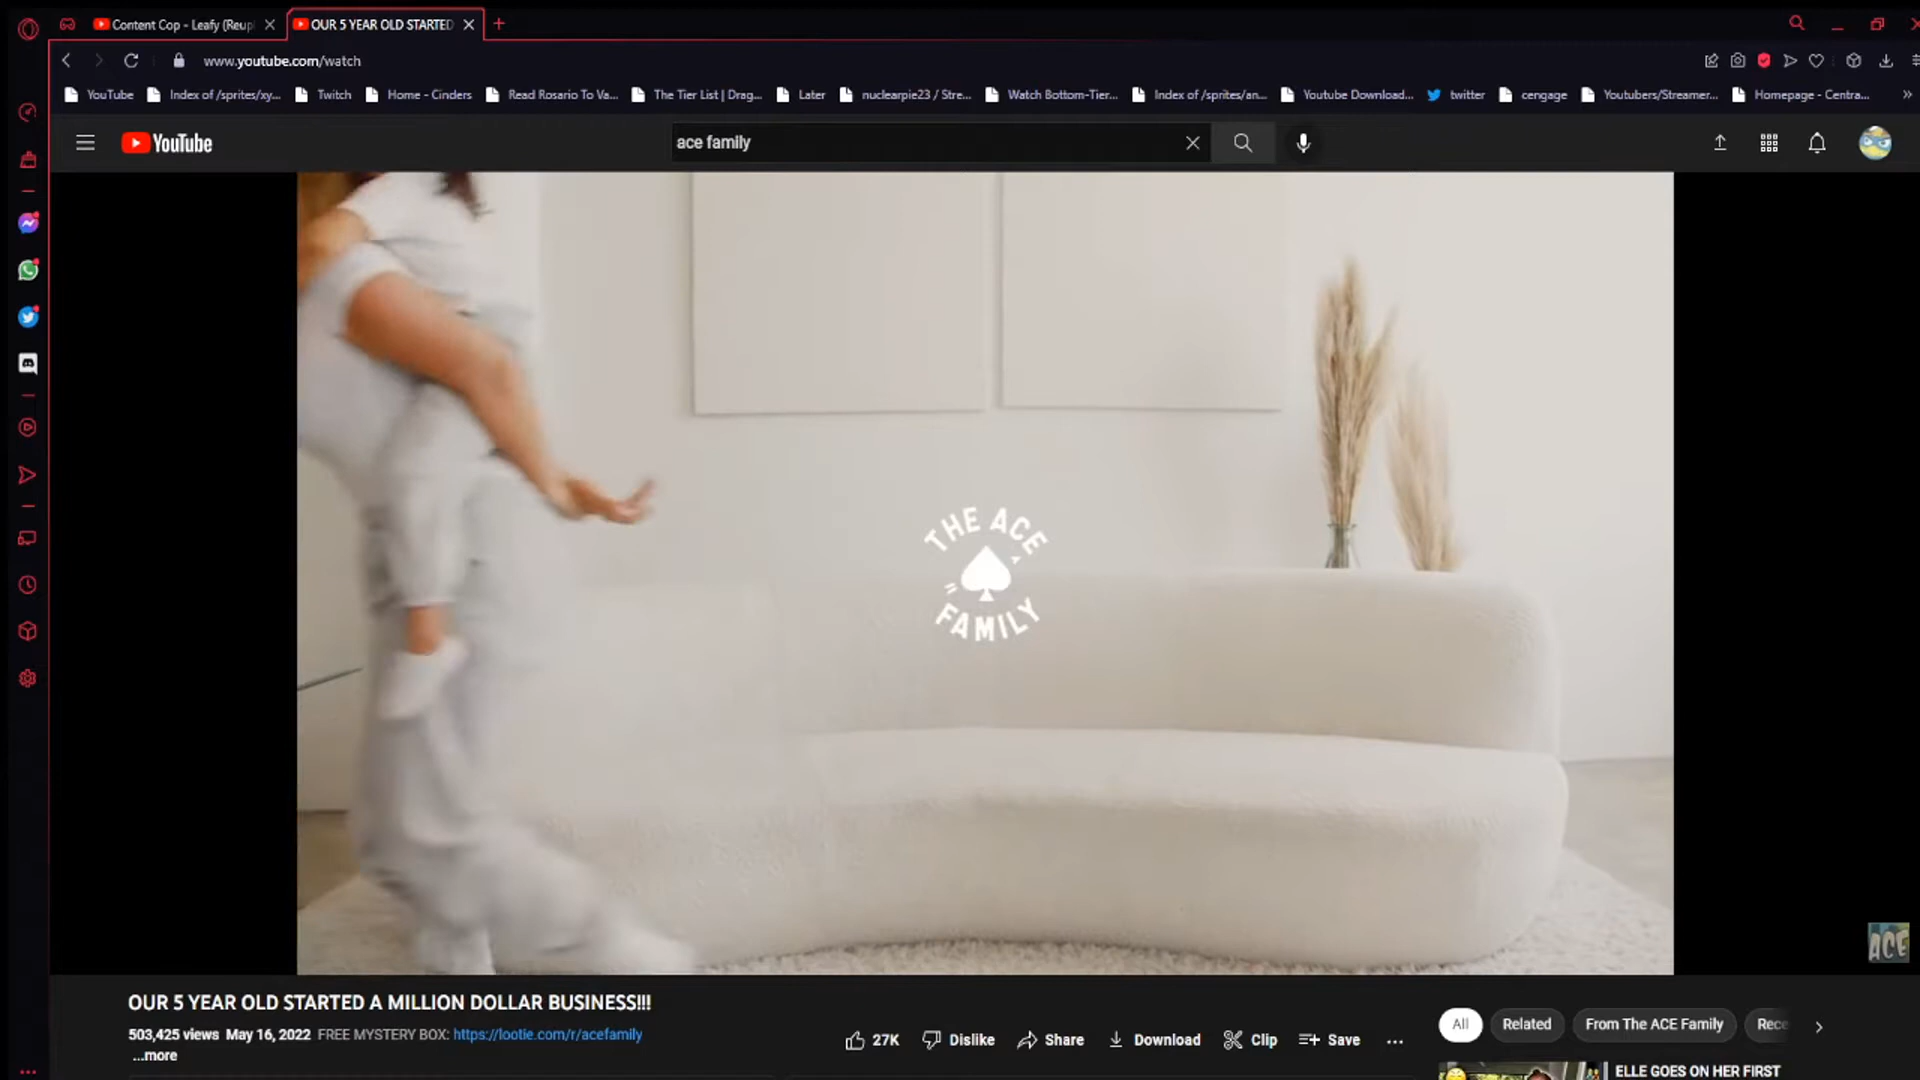 Content Cop - Leafy (Reupl
OUR 5 YEAR OLD STARTED
www.youtube.com/watch
YouTube
Index of /sprites/xy...
Twitch
Home - Cinders
Read Rosario To Va...
The Tier List | Drag...
Later
nuclearpie23 / Stre...
Watch Bottom-Tier...
Index of /sprites/an...
Youtube Download...
twitter
cengage
Youtubers/Streamer...
Homepage - Centra...
YouTube
ace family
THE ACE
FAMILY
ACE
OUR 5 YEAR OLD STARTED A MILLION DOLLAR BUSINESS!!!
503,425 views May 16, 2022 FREE MYSTERY BOX: https://lootie.com/r/acefamily
...more
27K
Dislike
Share
Download
Clip
Save
All
Related
From The ACE Family
Rece
ELLE GOES ON HER FIRST